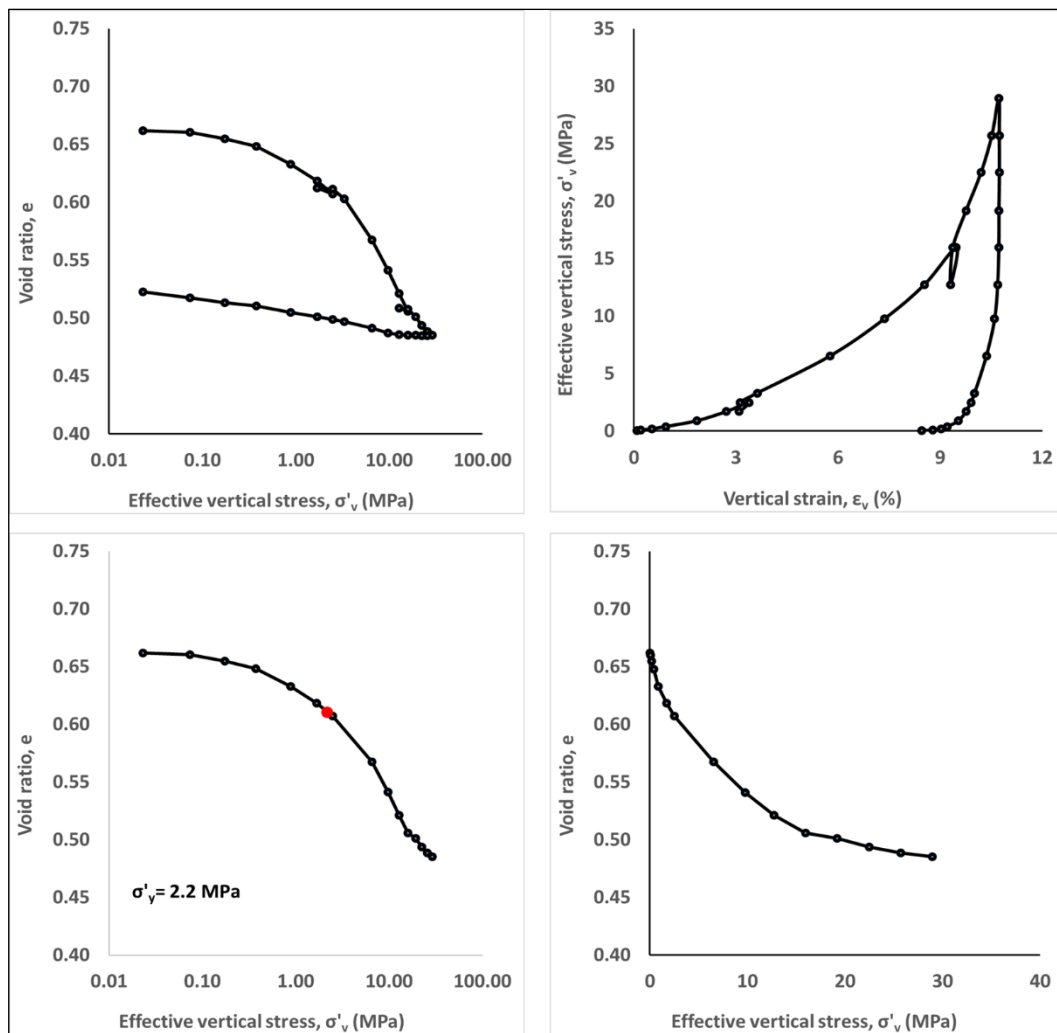 0.75
0.70
0.65
0.60
0.55
0.50
0.45
0.40
Void ratio, e
0.01 0.10 1.00 10.00 100.00
Effective vertical stress, σ'v (MPa)
35
30
25
20
15
10
5
0
Effective vertical stress, σ'v (MPa)
0 3 6 9 12
Vertical strain, εv (%)
0.75
0.70
0.65
0.60
0.55
0.50
0.45
0.40
Void ratio, e
σ'y= 2.2 MPa
0.01 0.10 1.00 10.00 100.00
Effective vertical stress, σ'v (MPa)
0.75
0.70
0.65
0.60
0.55
0.50
0.45
0.40
Void ratio, e
0 10 20 30 40
Effective vertical stress, σ'v (MPa)